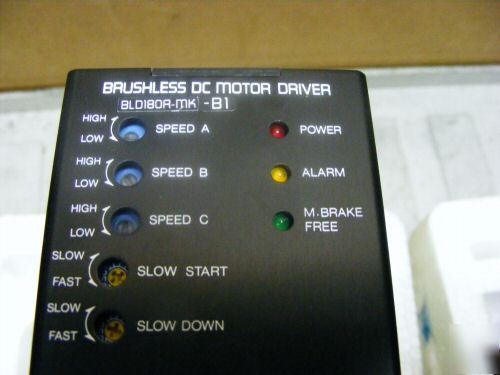 BRUSHLESS DC MOTOR DRIVER
BLD180A-MK -B1
HIGH
LOW
SPEED A
POWER
HIGH
LOW
SPEED B
ALARM
HIGH
LOW
SPEED C
M.BRAKE
FREE
SLOW
FAST
SLOW START
SLOW
FAST
SLOW DOWN